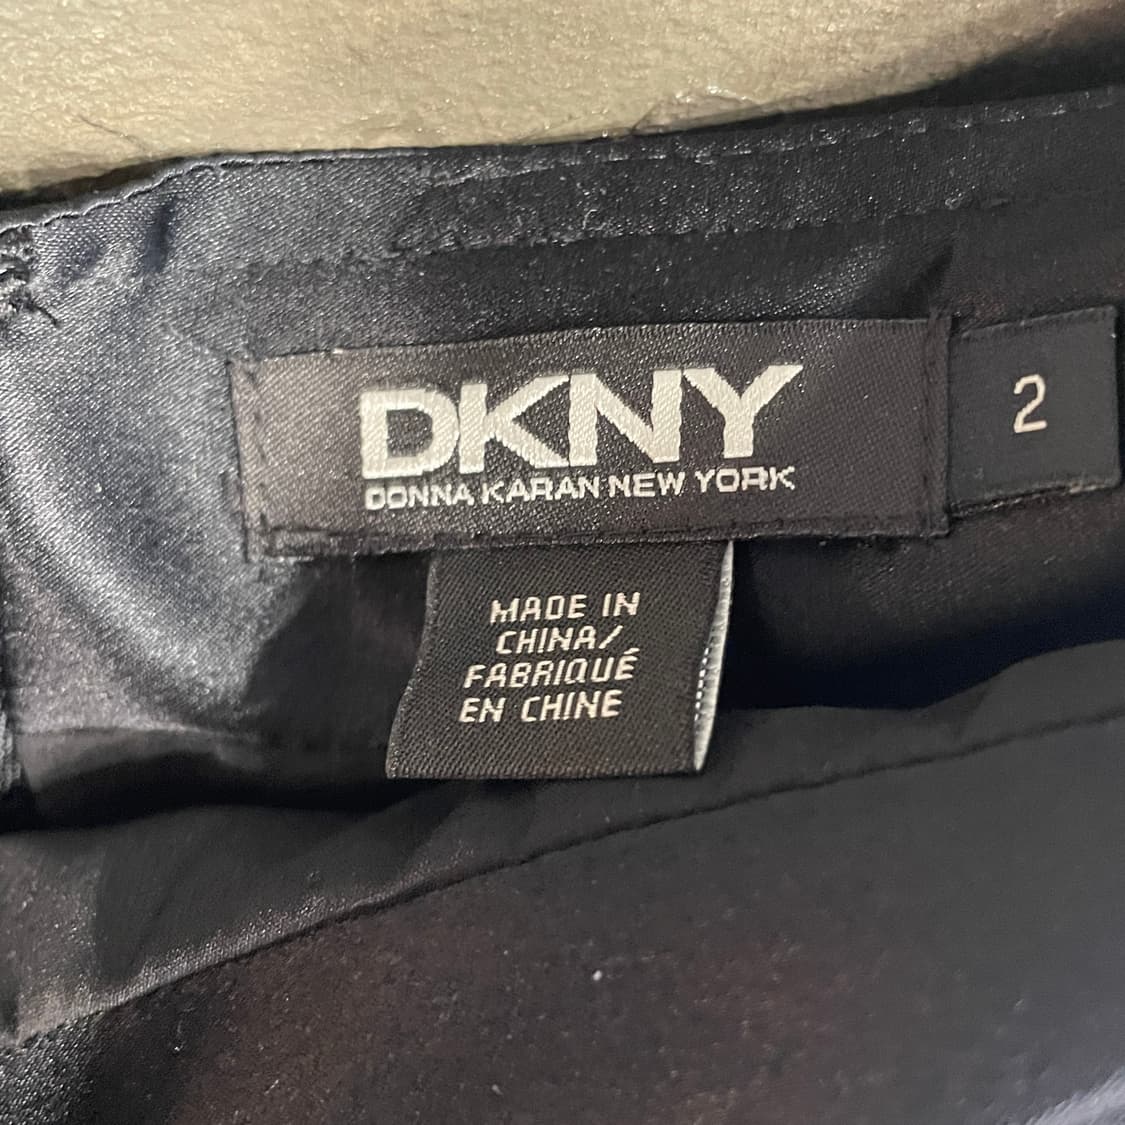 DKNY
DONNA KARAN NEW YORK
2
MADE IN
CHINA/
FABRIQUÉ
EN CHINE